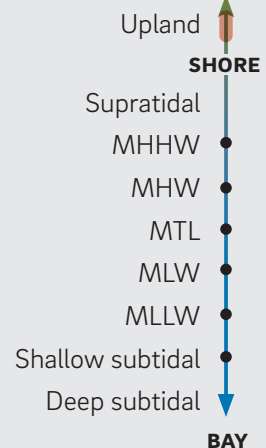 Upland
SHORE
Supratidal
MHHW
MHW
MTL
MLW
MLLW
Shallow subtidal
Deep subtidal
BAY